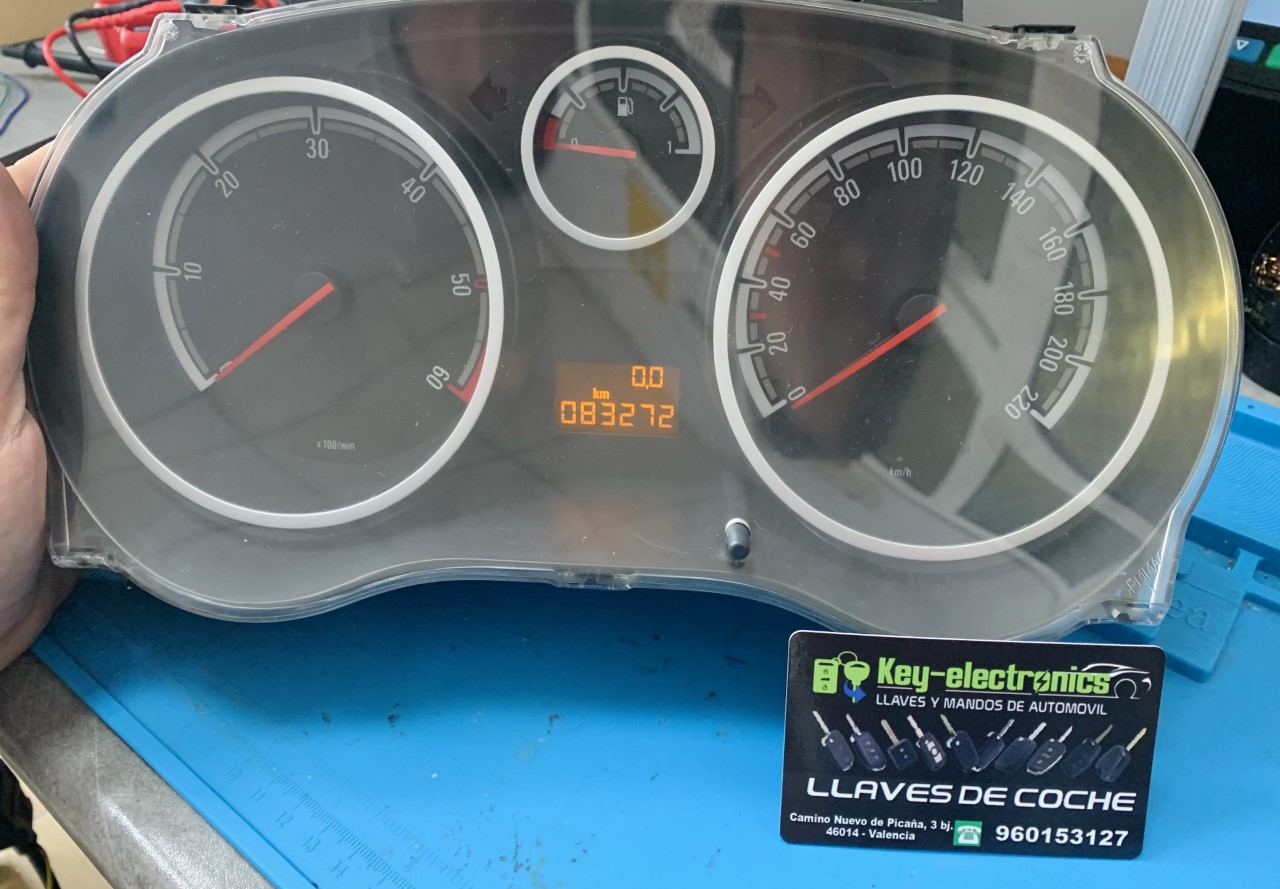 10
20
30
40
50
60
x100/min
0
1
0,0
km
083272
0
20
40
60
80
100
120
140
160
180
200
220
km/h
Key-electronics
LLAVES Y MANDOS DE AUTOMOVIL
LLAVES DE COCHE
Camino Nuevo de Picaña, 3 bj.
46014 - Valencia
960153127